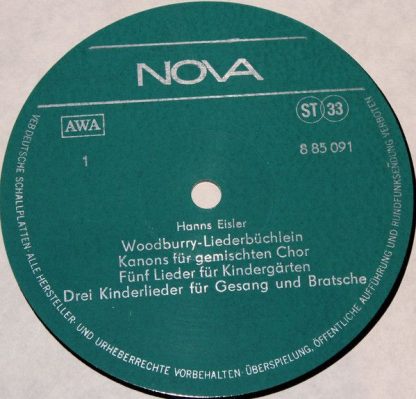 NOVA
AWA
ST 33
1
8 85 091
Hanns Eisler
Woodburry-Liederbüchlein
Kanons für gemischten Chor
Fünf Lieder für Kindergärten
Drei Kinderlieder für Gesang und Bratsche
VEB DEUTSCHE SCHALLPLATTEN ALLE HERSTELLER- UND URHEBERRECHTE VORBEHALTEN · ÜBERSPIELUNG, ÖFFENTLICHE AUFFÜHRUNG UND RUNDFUNKSENDUNG VERBOTEN